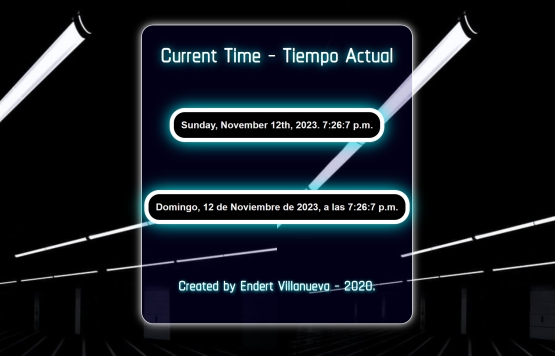 Current Time - Tiempo Actual
Sunday, November 12th, 2023. 7:26:7 p.m.
Domingo, 12 de Noviembre de 2023, a las 7:26:7 p.m.
Created by Endert Villanueva - 2020.